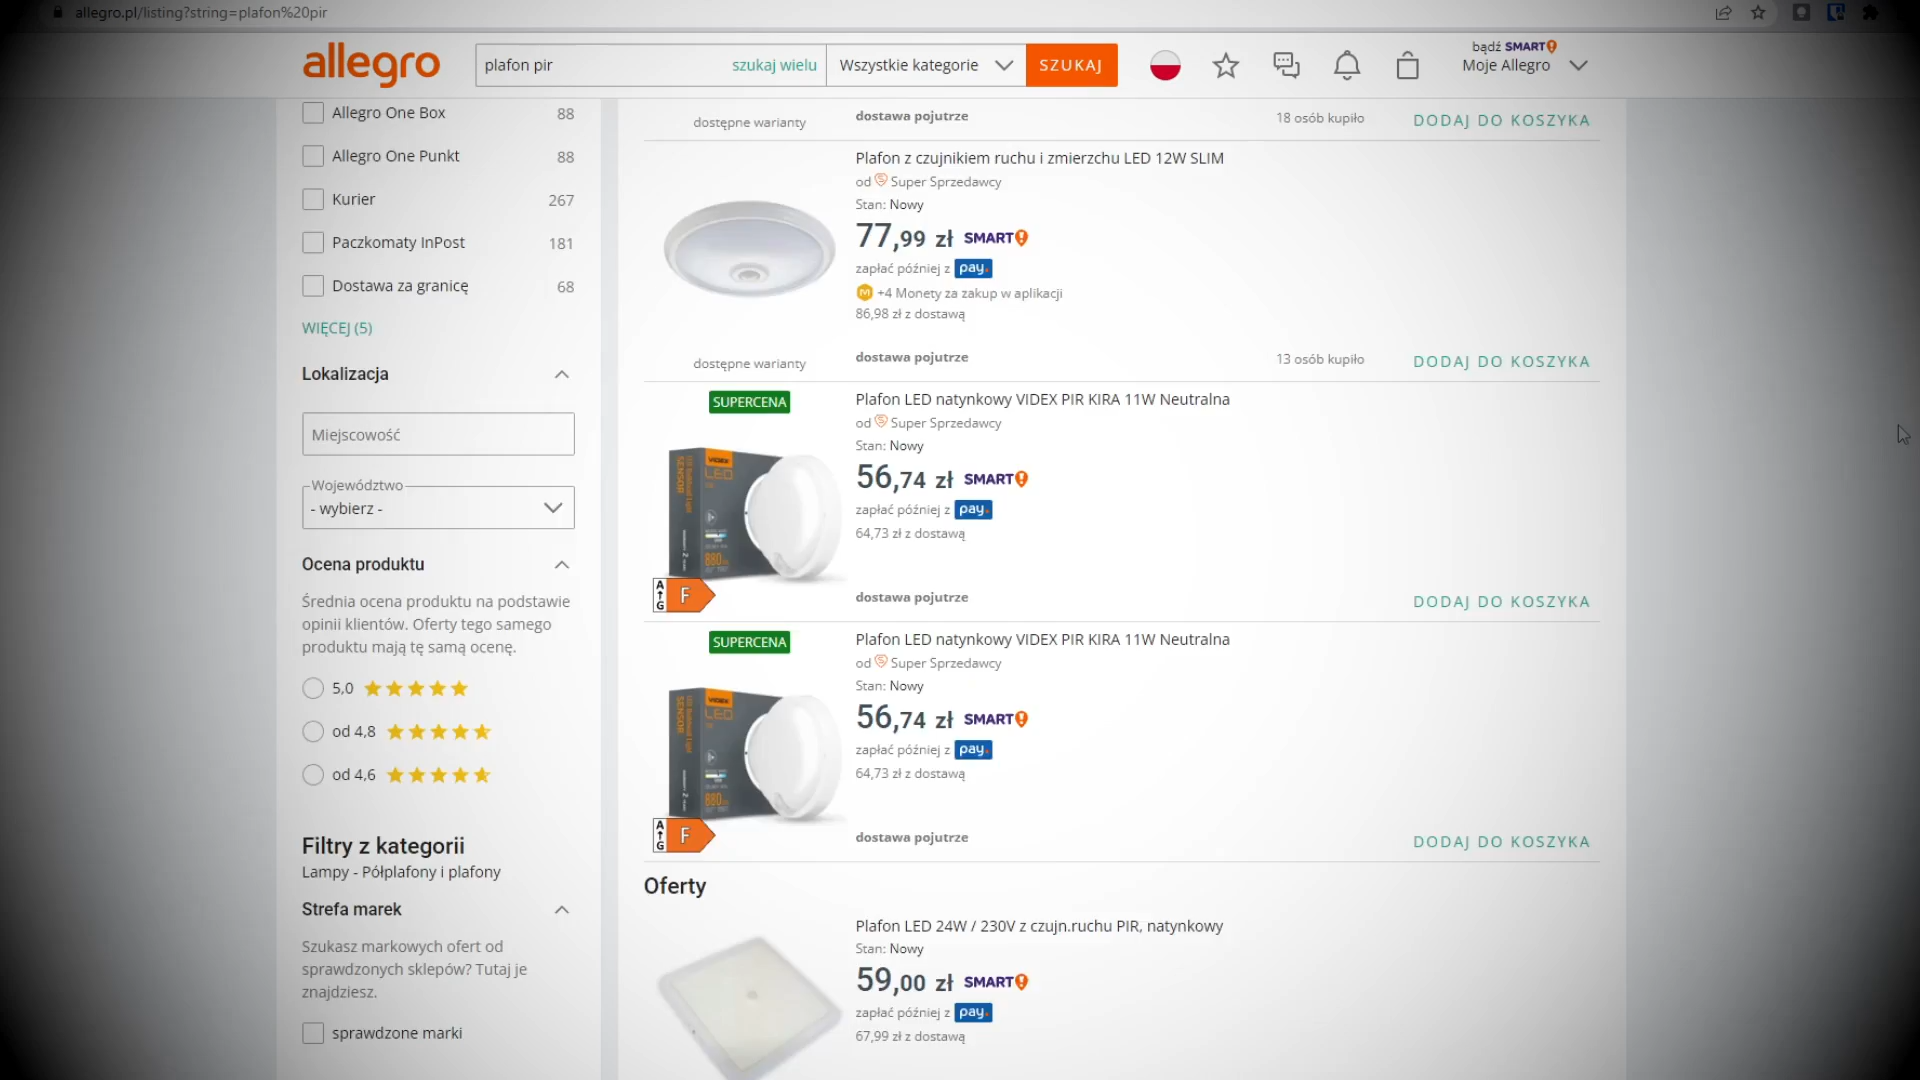 allegro.pl/listing?string=plafon%20pir
allegro
plafon pir
szukaj wielu
Wszystkie kategorie
SZUKAJ
bądź SMART!
Moje Allegro
Allegro One Box 88
Allegro One Punkt 88
Kurier 267
Paczkomaty InPost 181
Dostawa za granicę 68
WIĘCEJ (5)
Lokalizacja
Miejscowość
Województwo
- wybierz -
Ocena produktu
Średnia ocena produktu na podstawie
opinii klientów. Oferty tego samego
produktu mają tę samą ocenę.
5,0
od 4,8
od 4,6
Filtry z kategorii
Lampy - Półplafony i plafony
Strefa marek
Szukasz markowych ofert od
sprawdzonych sklepów? Tutaj je
znajdziesz.
sprawdzone marki
dostępne warianty
dostawa pojutrze
18 osób kupiło
DODAJ DO KOSZYKA
Plafon z czujnikiem ruchu i zmierzchu LED 12W SLIM
od Super Sprzedawcy
Stan: Nowy
77,99 zł SMART!
zapłać później z pay.
+4 Monety za zakup w aplikacji
86,98 zł z dostawą
dostępne warianty
dostawa pojutrze
13 osób kupiło
DODAJ DO KOSZYKA
SUPERCENA
VIDEX
LED
SENSOR
880
A
G
F
Plafon LED natynkowy VIDEX PIR KIRA 11W Neutralna
od Super Sprzedawcy
Stan: Nowy
56,74 zł SMART!
zapłać później z pay.
64,73 zł z dostawą
dostawa pojutrze
DODAJ DO KOSZYKA
SUPERCENA
VIDEX
LED
SENSOR
880
A
G
F
Plafon LED natynkowy VIDEX PIR KIRA 11W Neutralna
od Super Sprzedawcy
Stan: Nowy
56,74 zł SMART!
zapłać później z pay.
64,73 zł z dostawą
dostawa pojutrze
DODAJ DO KOSZYKA
Oferty
Plafon LED 24W / 230V z czujn.ruchu PIR, natynkowy
Stan: Nowy
59,00 zł SMART!
zapłać później z pay.
67,99 zł z dostawą